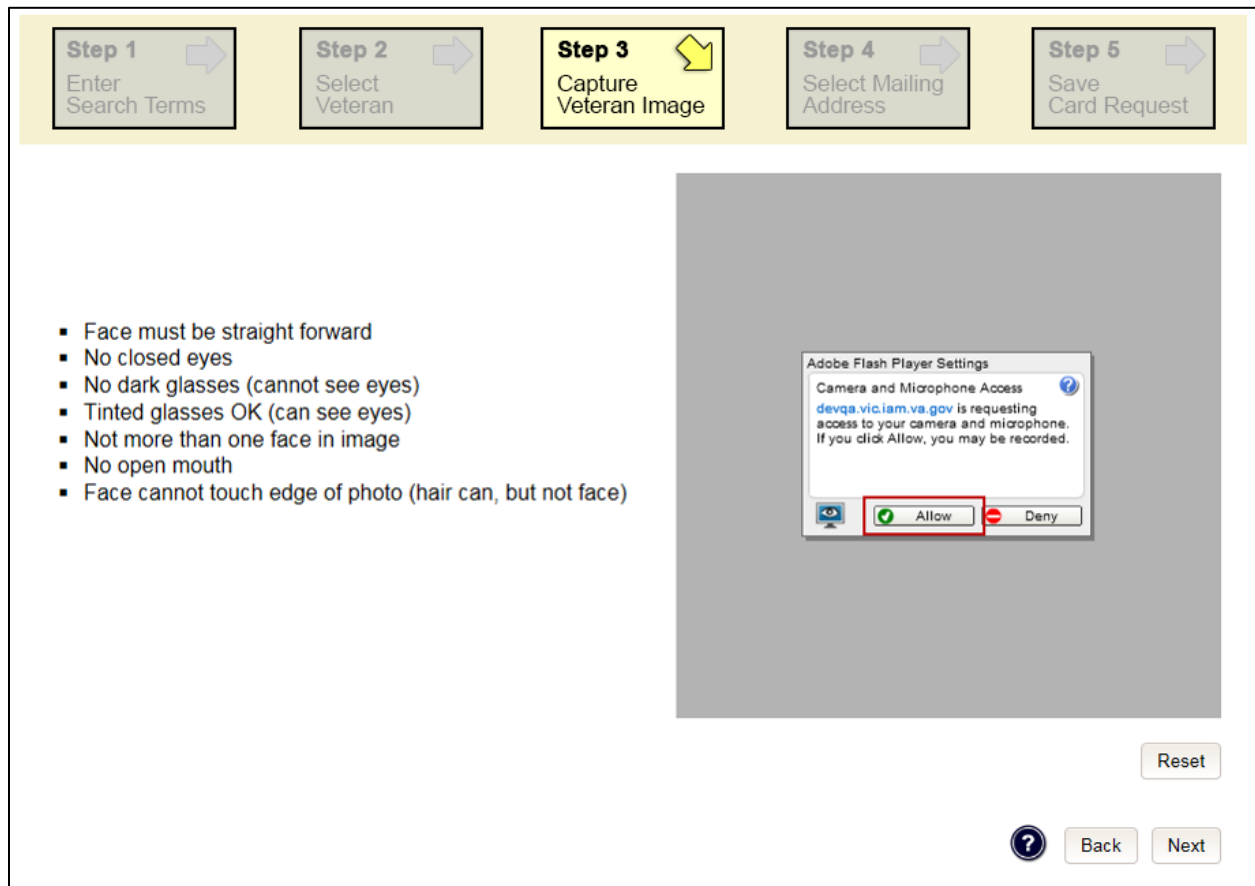 Step 1
Enter
Search Terms
Step 2
Select
Veteran
Step 3
Capture
Veteran Image
Step 4
Select Mailing
Address
Step 5
Save
Card Request
▪ Face must be straight forward
▪ No closed eyes
▪ No dark glasses (cannot see eyes)
▪ Tinted glasses OK (can see eyes)
▪ Not more than one face in image
▪ No open mouth
▪ Face cannot touch edge of photo (hair can, but not face)
Adobe Flash Player Settings
Camera and Microphone Access
?
devqa.vic.iam.va.gov is requesting
access to your camera and microphone.
If you click Allow, you may be recorded.
Allow
Deny
Reset
?
Back
Next